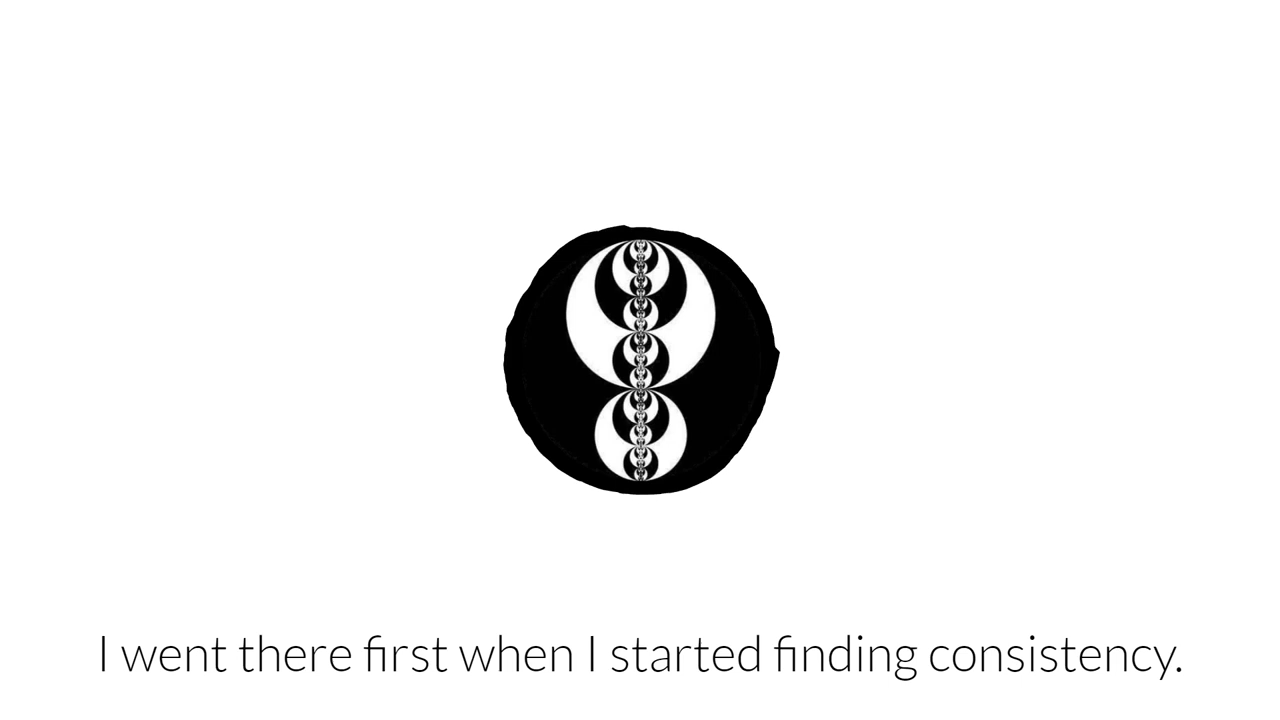 I went there first when I started finding consistency.